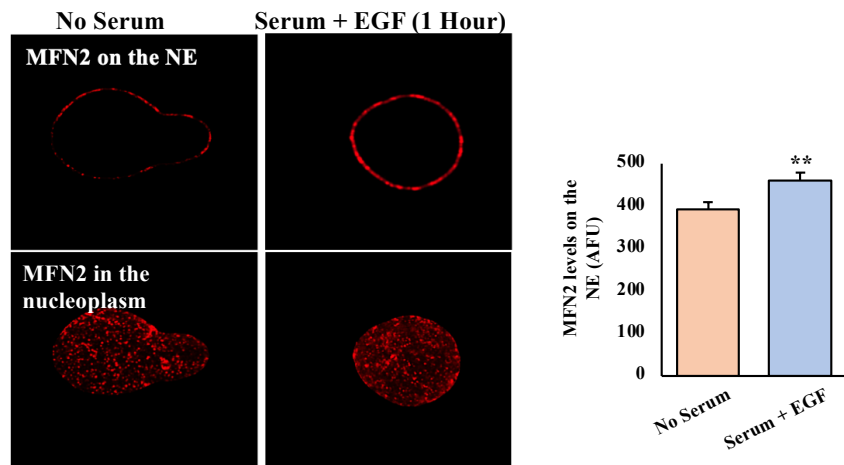 No Serum
Serum + EGF (1 Hour)
MFN2 on the NE
MFN2 in the
nucleoplasm
MFN2 levels on the
NE (AFU)
500
400
300
200
100
0
**
No Serum
Serum + EGF